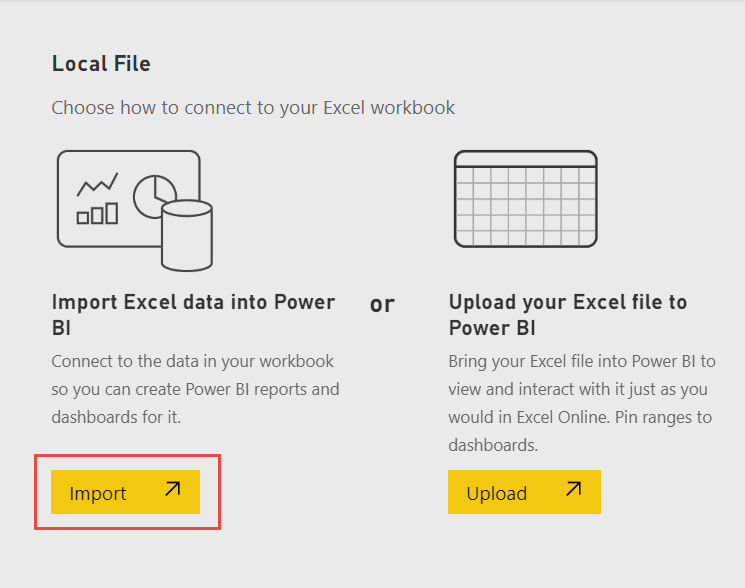 Local File
Choose how to connect to your Excel workbook
Import Excel data into Power
BI
Connect to the data in your workbook
so you can create Power BI reports and
dashboards for it.
Import
or
Upload your Excel file to
Power BI
Bring your Excel file into Power BI to
view and interact with it just as you
would in Excel Online. Pin ranges to
dashboards.
Upload